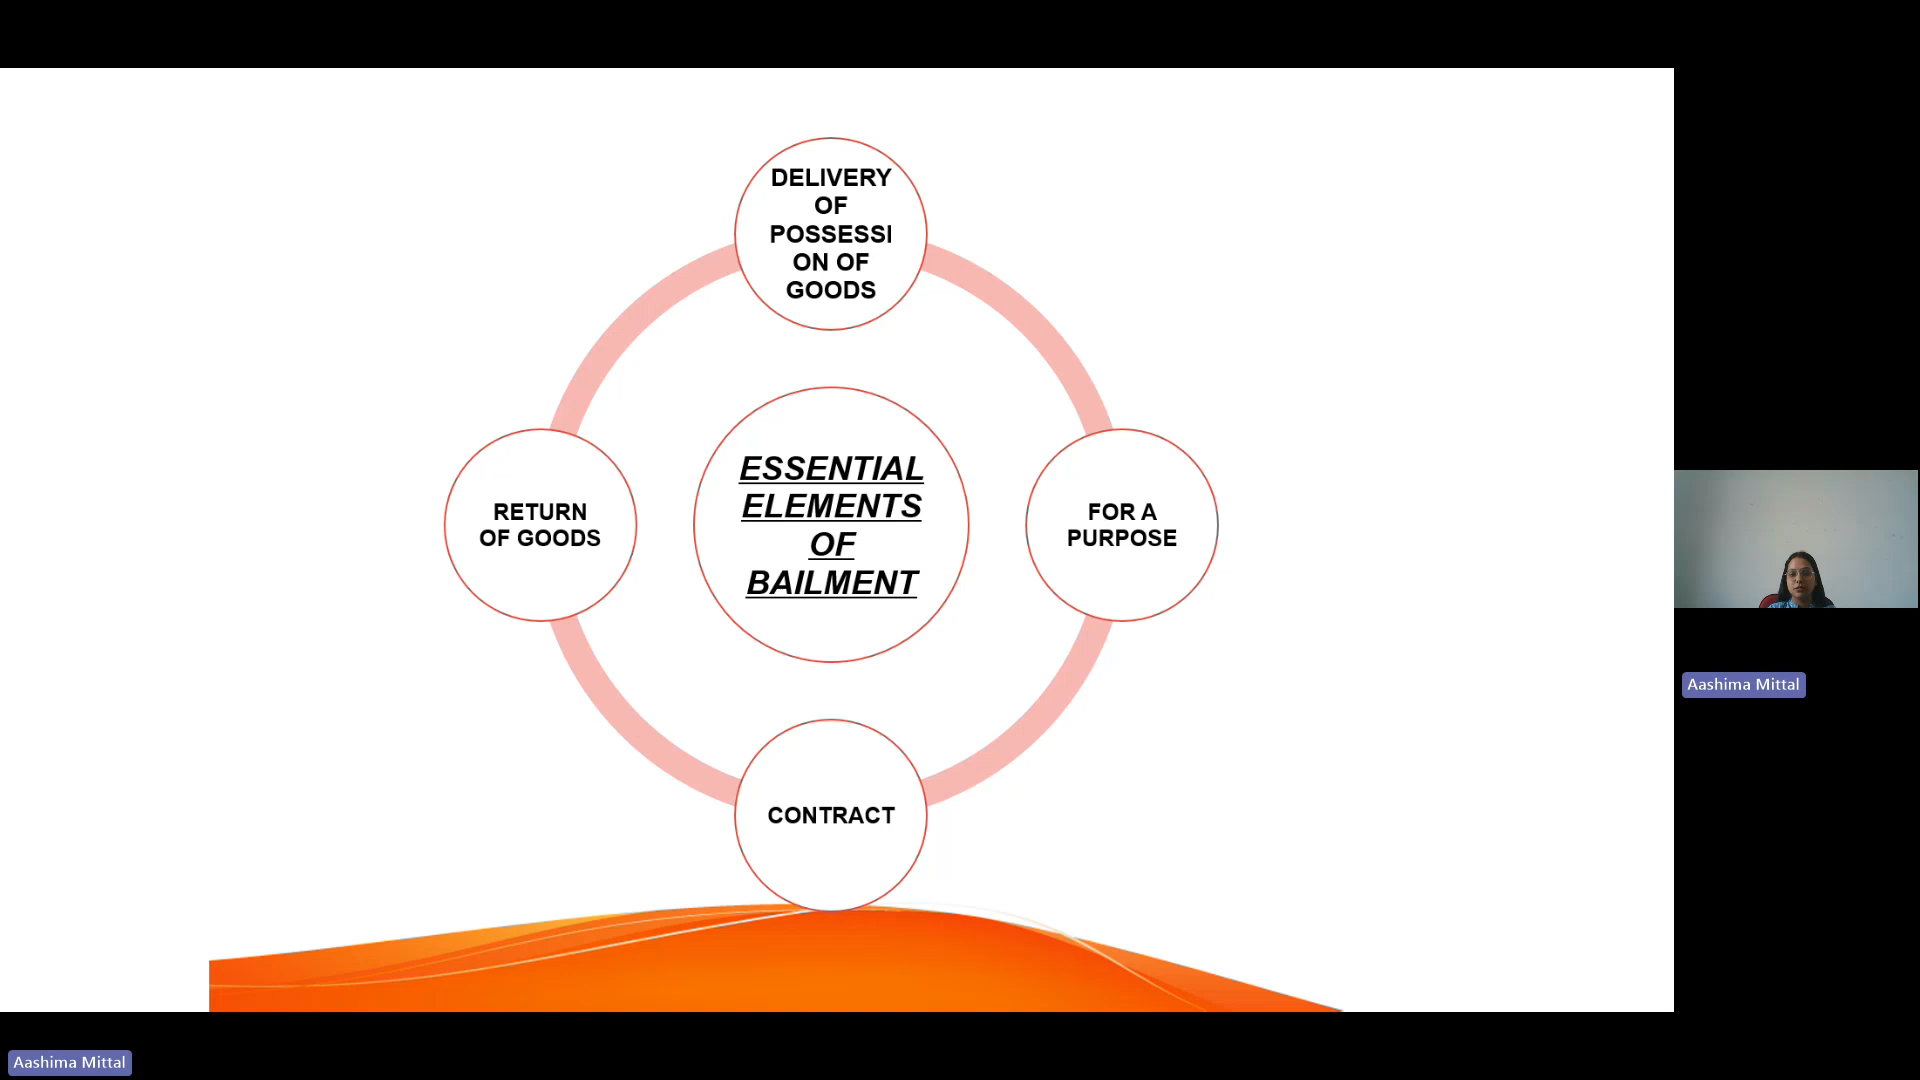 DELIVERY
OF
POSSESSI
ON OF
GOODS
RETURN
OF GOODS
ESSENTIAL
ELEMENTS
OF
BAILMENT
FOR A
PURPOSE
CONTRACT
Aashima Mittal
Aashima Mittal